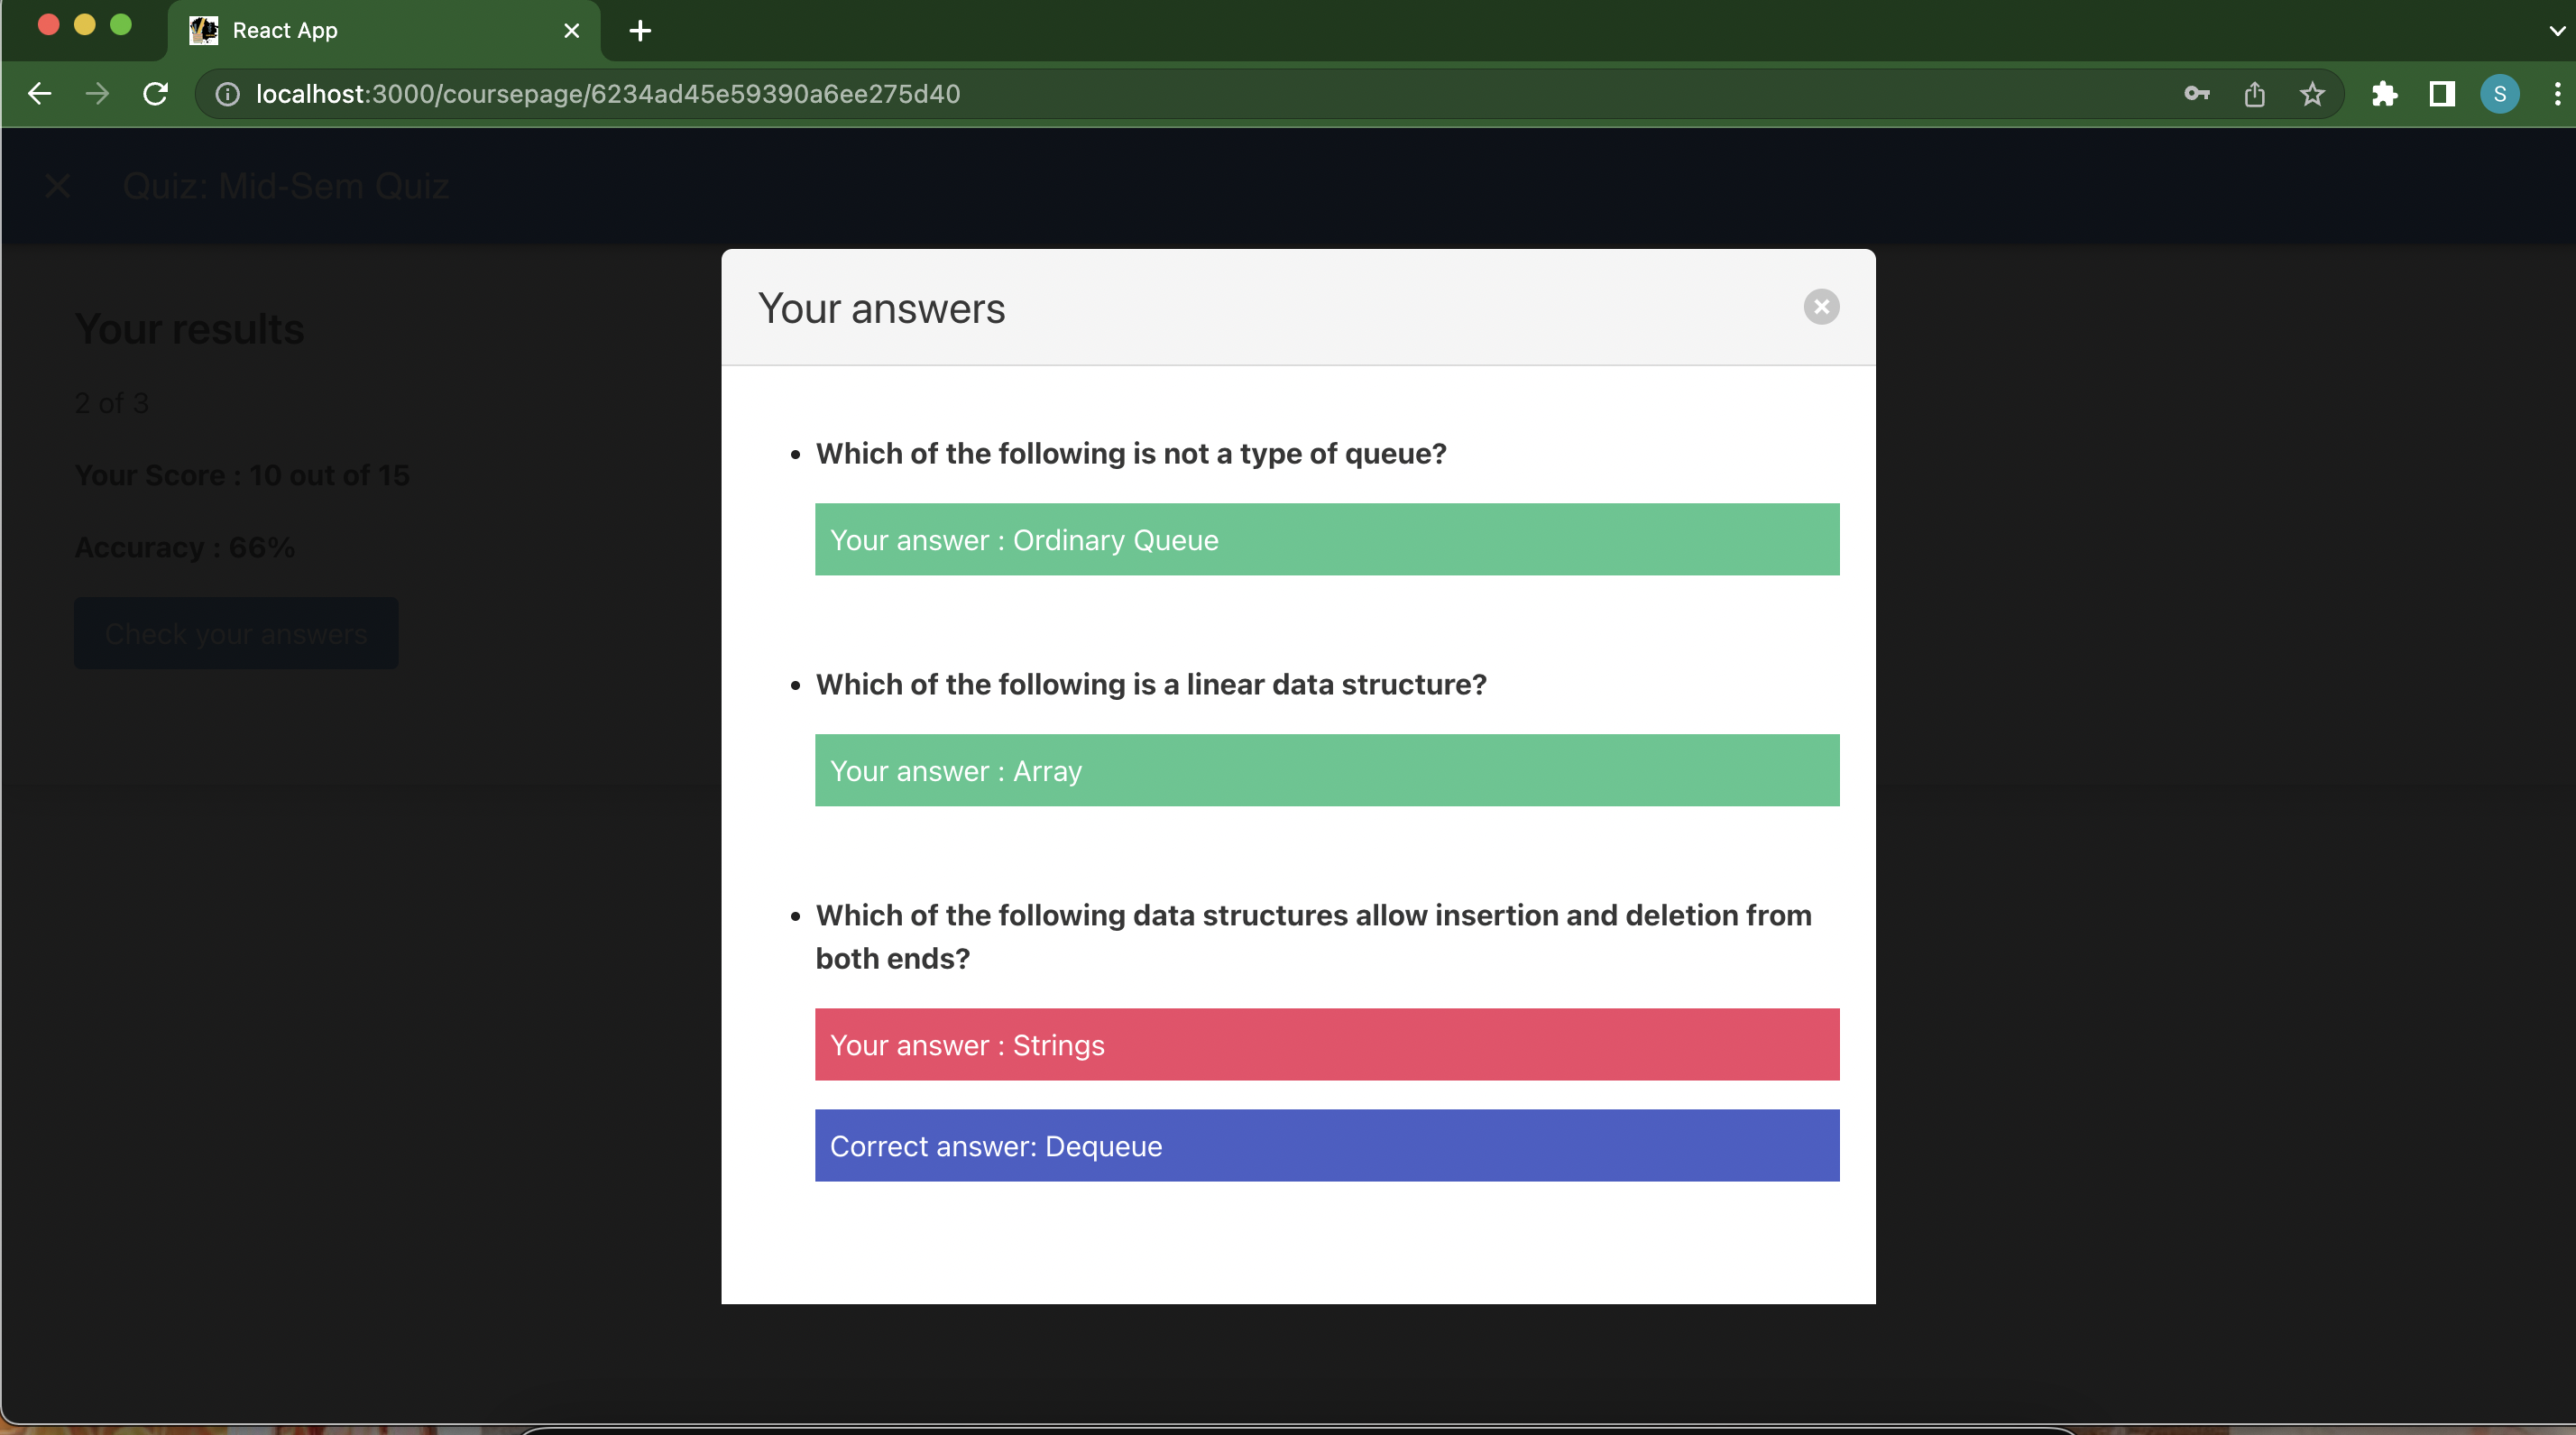 React App
localhost:3000/coursepage/6234ad45e59390a6ee275d40
S
Quiz: Mid-Sem Quiz
Your results
2 of 3
Your Score : 10 out of 15
Accuracy : 66%
Check your answers
Your answers
Which of the following is not a type of queue?
Your answer : Ordinary Queue
Which of the following is a linear data structure?
Your answer : Array
Which of the following data structures allow insertion and deletion from
both ends?
Your answer : Strings
Correct answer: Dequeue